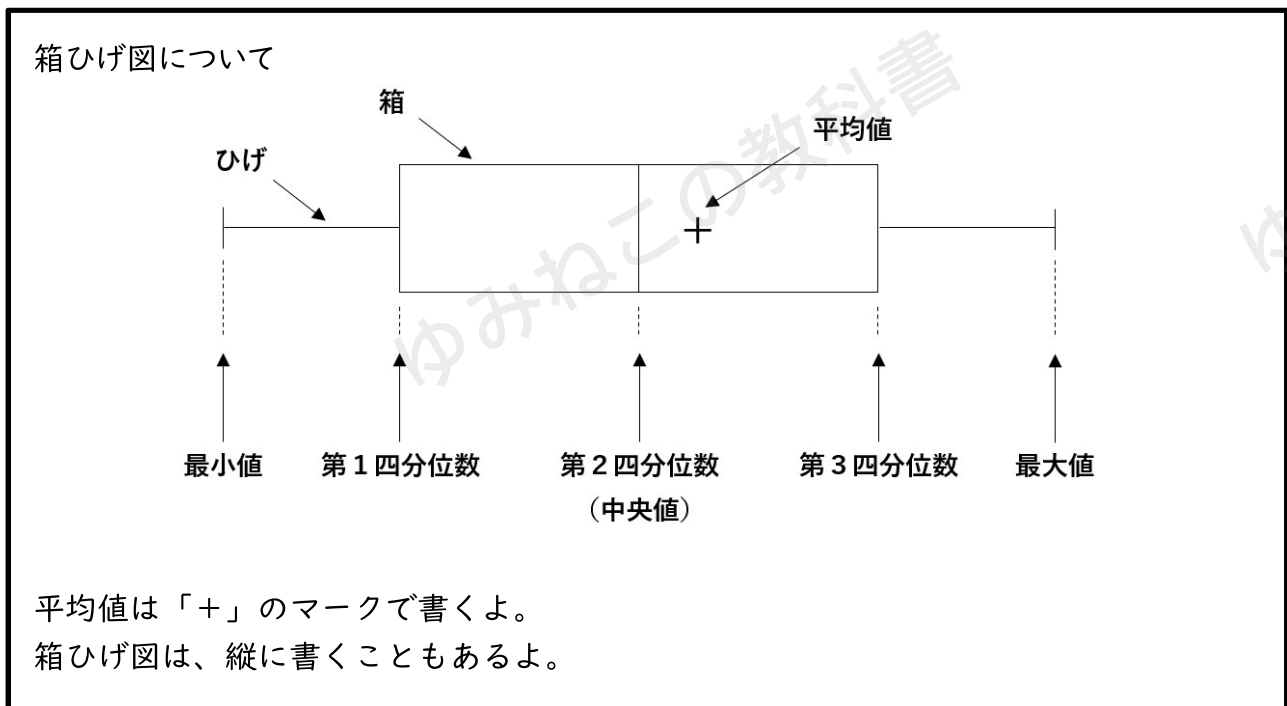 箱ひげ図について
箱
平均値
ひげ
ゆみねこの教科書
ゆ
最小値
第1四分位数
第2四分位数
(中央値)
第3四分位数
最大値
平均値は「+」のマークで書くよ。
箱ひげ図は、縦に書くこともあるよ。